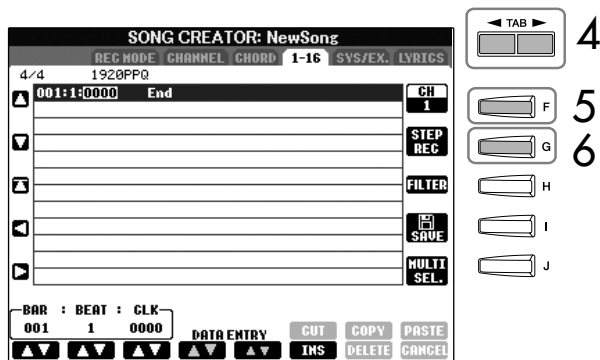 SONG CREATOR: NewSong
REC MODE CHANNEL CHORD 1-16 SYS/EX. LYRICS
4/4 1920PPQ
001:1:0000 End
CH
1
STEP
REC
FILTER
SAVE
MULTI
SEL.
BAR : BEAT : CLK
001 1 0000
DATA ENTRY
CUT COPY PASTE
INS DELETE CANCEL
TAB
4
F 5
G 6
H
I
J